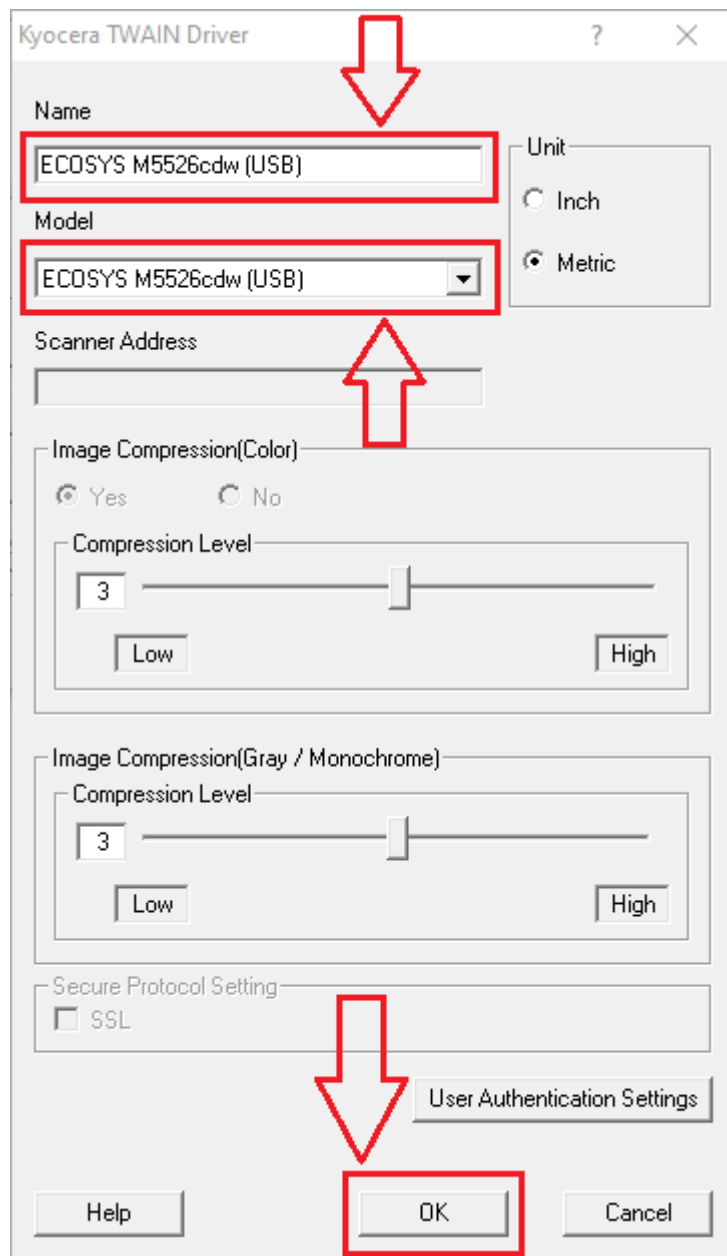 Kyocera TWAIN Driver ? ×
Name
ECOSYS M5526cdw (USB)
Unit
Inch
Metric
Model
ECOSYS M5526cdw (USB)
Scanner Address
Image Compression(Color)
Yes No
Compression Level
3
Low High
Image Compression(Gray / Monochrome)
Compression Level
3
Low High
Secure Protocol Setting
SSL
User Authentication Settings
Help OK Cancel